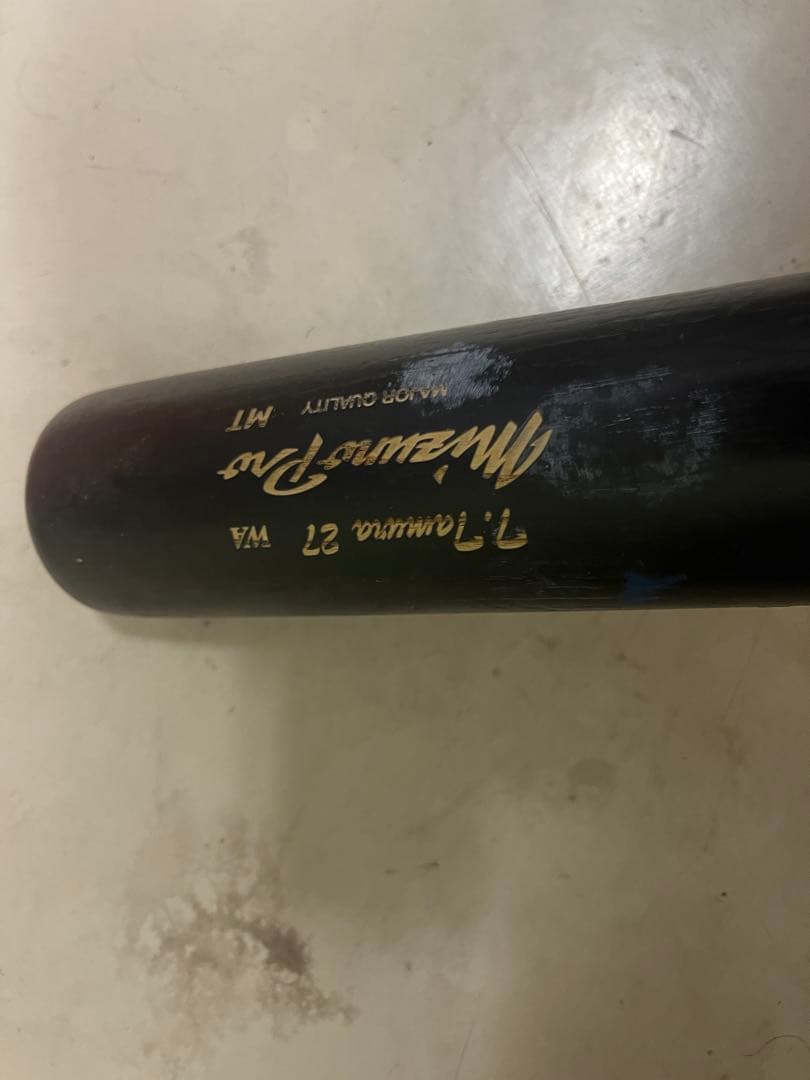 T.Tamura 27 WA
Mizuno Pro
MAJOR QUALITY MT